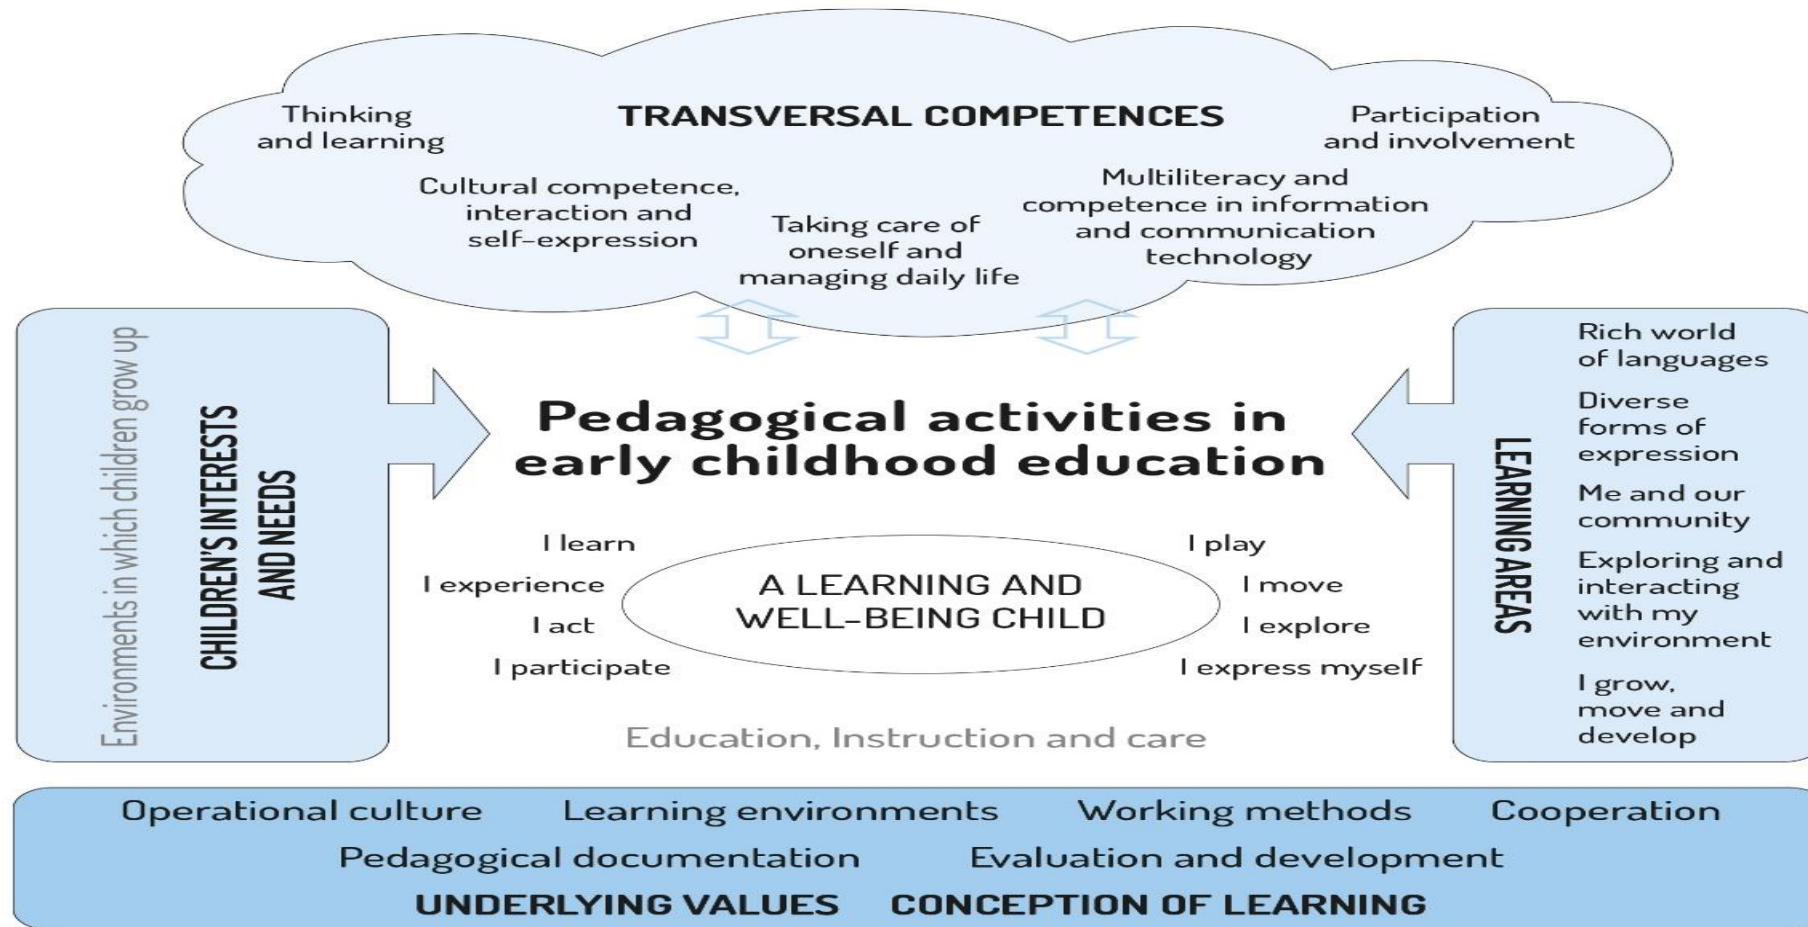 TRANSVERSAL COMPETENCES
Thinking
and learning
Cultural competence,
interaction and
self-expression
Taking care of
oneself and
managing daily life
Multiliteracy and
competence in information
and communication
technology
Participation
and involvement
Environments in which children grow up
CHILDREN'S INTERESTS
AND NEEDS
Pedagogical activities in
early childhood education
I learn
I experience
I act
I participate
A LEARNING AND
WELL-BEING CHILD
I play
I move
I explore
I express myself
Education, Instruction and care
LEARNING AREAS
Rich world
of languages
Diverse
forms of
expression
Me and our
community
Exploring and
interacting
with my
environment
I grow,
move and
develop
Operational culture
Learning environments
Working methods
Cooperation
Pedagogical documentation
Evaluation and development
UNDERLYING VALUES
CONCEPTION OF LEARNING